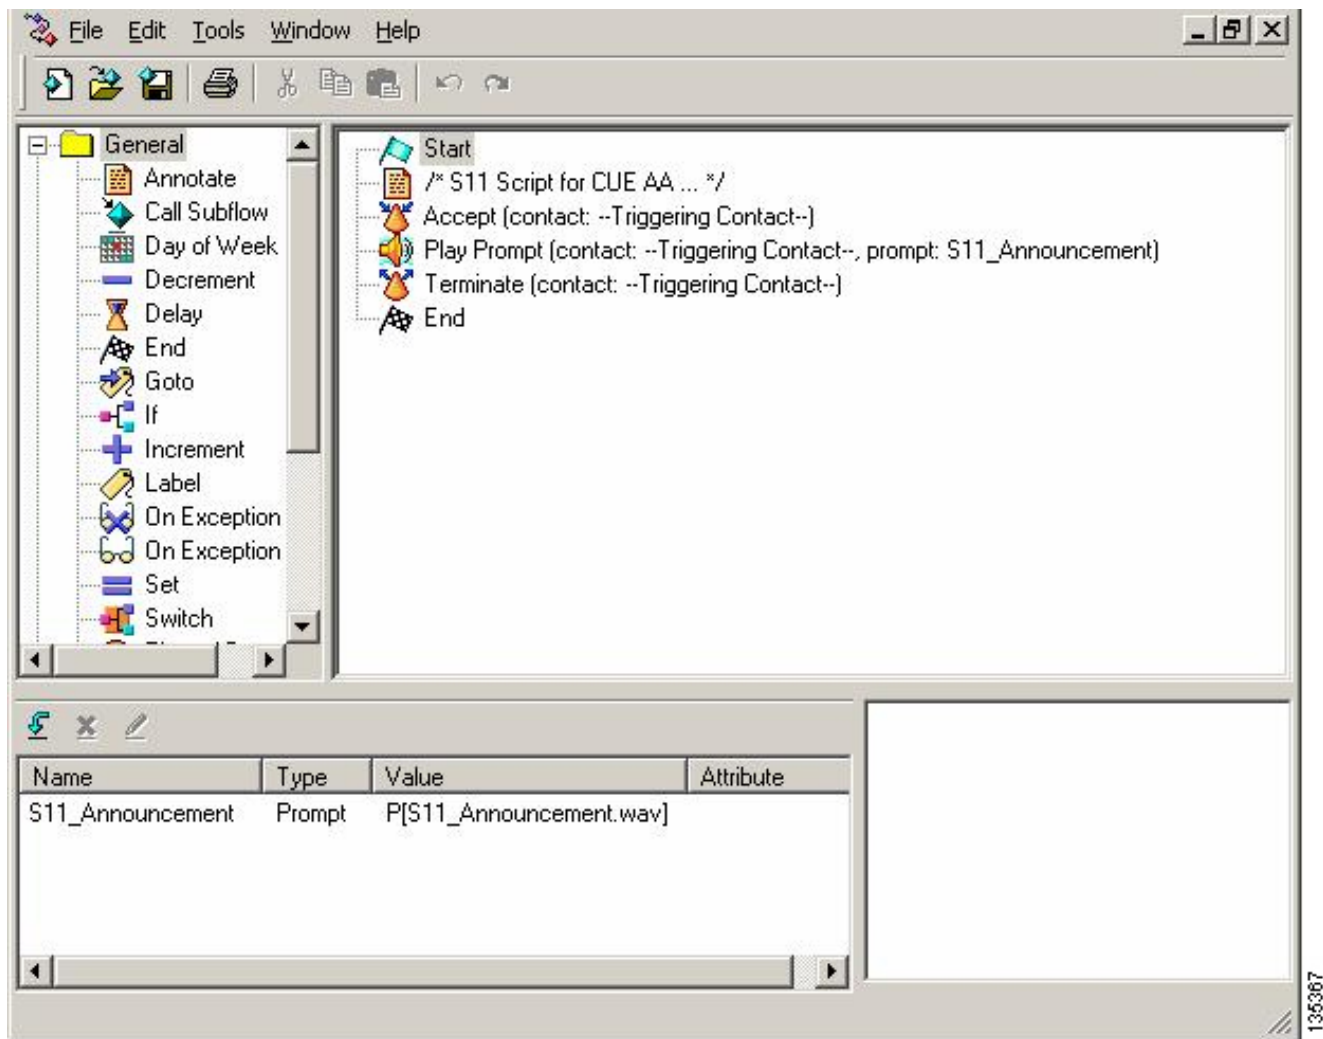 File Edit Tools Window Help
General
Annotate
Call Subflow
Day of Week
Decrement
Delay
End
Goto
If
Increment
Label
On Exception
On Exception
Set
Switch
Start
/* S11 Script for CUE AA ... */
Accept (contact: --Triggering Contact--)
Play Prompt (contact: --Triggering Contact--, prompt: S11_Announcement)
Terminate (contact: --Triggering Contact--)
End
Name Type Value Attribute
S11_Announcement Prompt P[S11_Announcement.wav]
135367